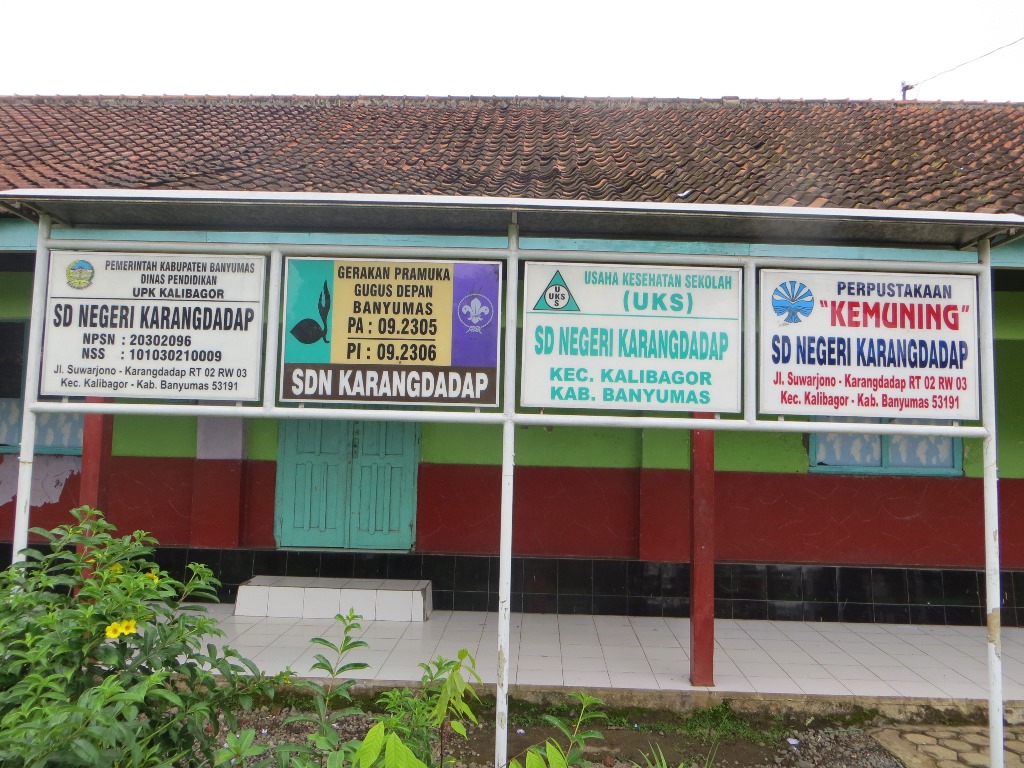 PEMERINTAH KABUPATEN BANYUMAS
DINAS PENDIDIKAN
UPK KALIBAGOR
SD NEGERI KARANGDADAP
NPSN : 20302096
NSS : 101030210009
Jl. Suwarjono - Karangdadap RT 02 RW 03
Kec. Kalibagor - Kab. Banyumas 53191
GERAKAN PRAMUKA
GUGUS DEPAN
BANYUMAS
PA : 09.2305
PI : 09.2306
SDN KARANGDADAP
U
UKS
S
USAHA KESEHATAN SEKOLAH
(UKS)
SD NEGERI KARANGDADAP
KEC. KALIBAGOR
KAB. BANYUMAS
PERPUSTAKAAN
"KEMUNING"
SD NEGERI KARANGDADAP
Jl. Suwarjono - Karangdadap RT 02 RW 03
Kec. Kalibagor - Kab. Banyumas 53191